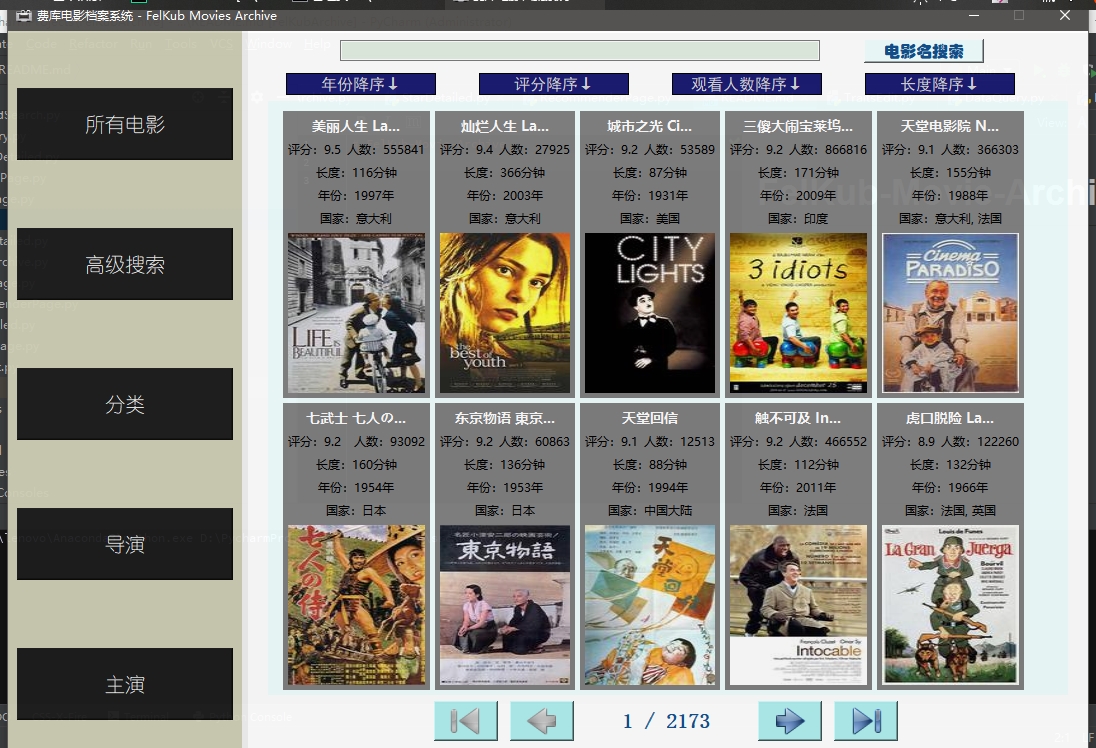 费库电影档案系统 - FelKub Movies Archive
电影名搜索
年份降序↓ 评分降序↓ 观看人数降序↓ 长度降序↓
所有电影
高级搜索
分类
导演
主演
美丽人生 La...
评分：9.5 人数：555841
长度：116分钟
年份：1997年
国家：意大利
LIFE IS BEAUTIFUL
灿烂人生 La...
评分：9.4 人数：27925
长度：366分钟
年份：2003年
国家：意大利
the best of youth
城市之光 Ci...
评分：9.2 人数：53589
长度：87分钟
年份：1931年
国家：美国
CITY LIGHTS
三傻大闹宝莱坞...
评分：9.2 人数：866816
长度：171分钟
年份：2009年
国家：印度
3 idiots
天堂电影院 N...
评分：9.1 人数：366303
长度：155分钟
年份：1988年
国家：意大利, 法国
Cinema PARADISO
七武士 七人の...
评分：9.2 人数：93092
长度：160分钟
年份：1954年
国家：日本
七人の侍
东京物语 東京...
评分：9.2 人数：60863
长度：136分钟
年份：1953年
国家：日本
東京物語
天堂回信
评分：9.1 人数：12513
长度：88分钟
年份：1994年
国家：中国大陆
触不可及 In...
评分：9.2 人数：466552
长度：112分钟
年份：2011年
国家：法国
François Cluzet Omar Sy
Intocable
虎口脱险 La...
评分：8.9 人数：122260
长度：132分钟
年份：1966年
国家：法国, 英国
Louis de Funes
La Gran Juerga
Bourvil
1 / 2173